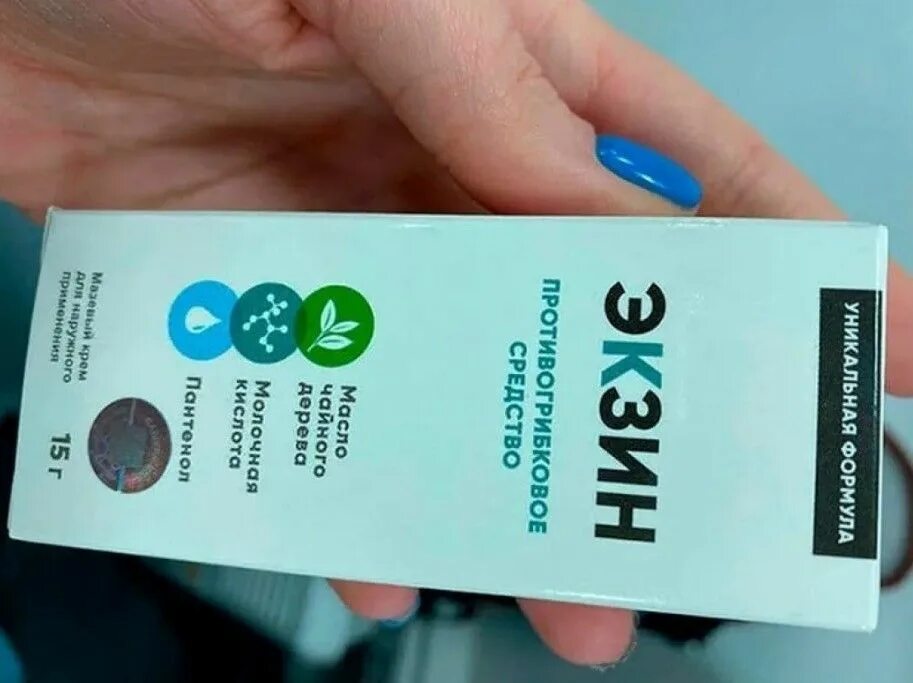 УНИКАЛЬНАЯ ФОРМУЛА
ЭКЗИН
ПРОТИВОГРИБКОВОЕ
СРЕДСТВО
Масло
чайного
дерева
Молочная
кислота
Пантенол
Мазевый крем
для наружного
применения
15 г